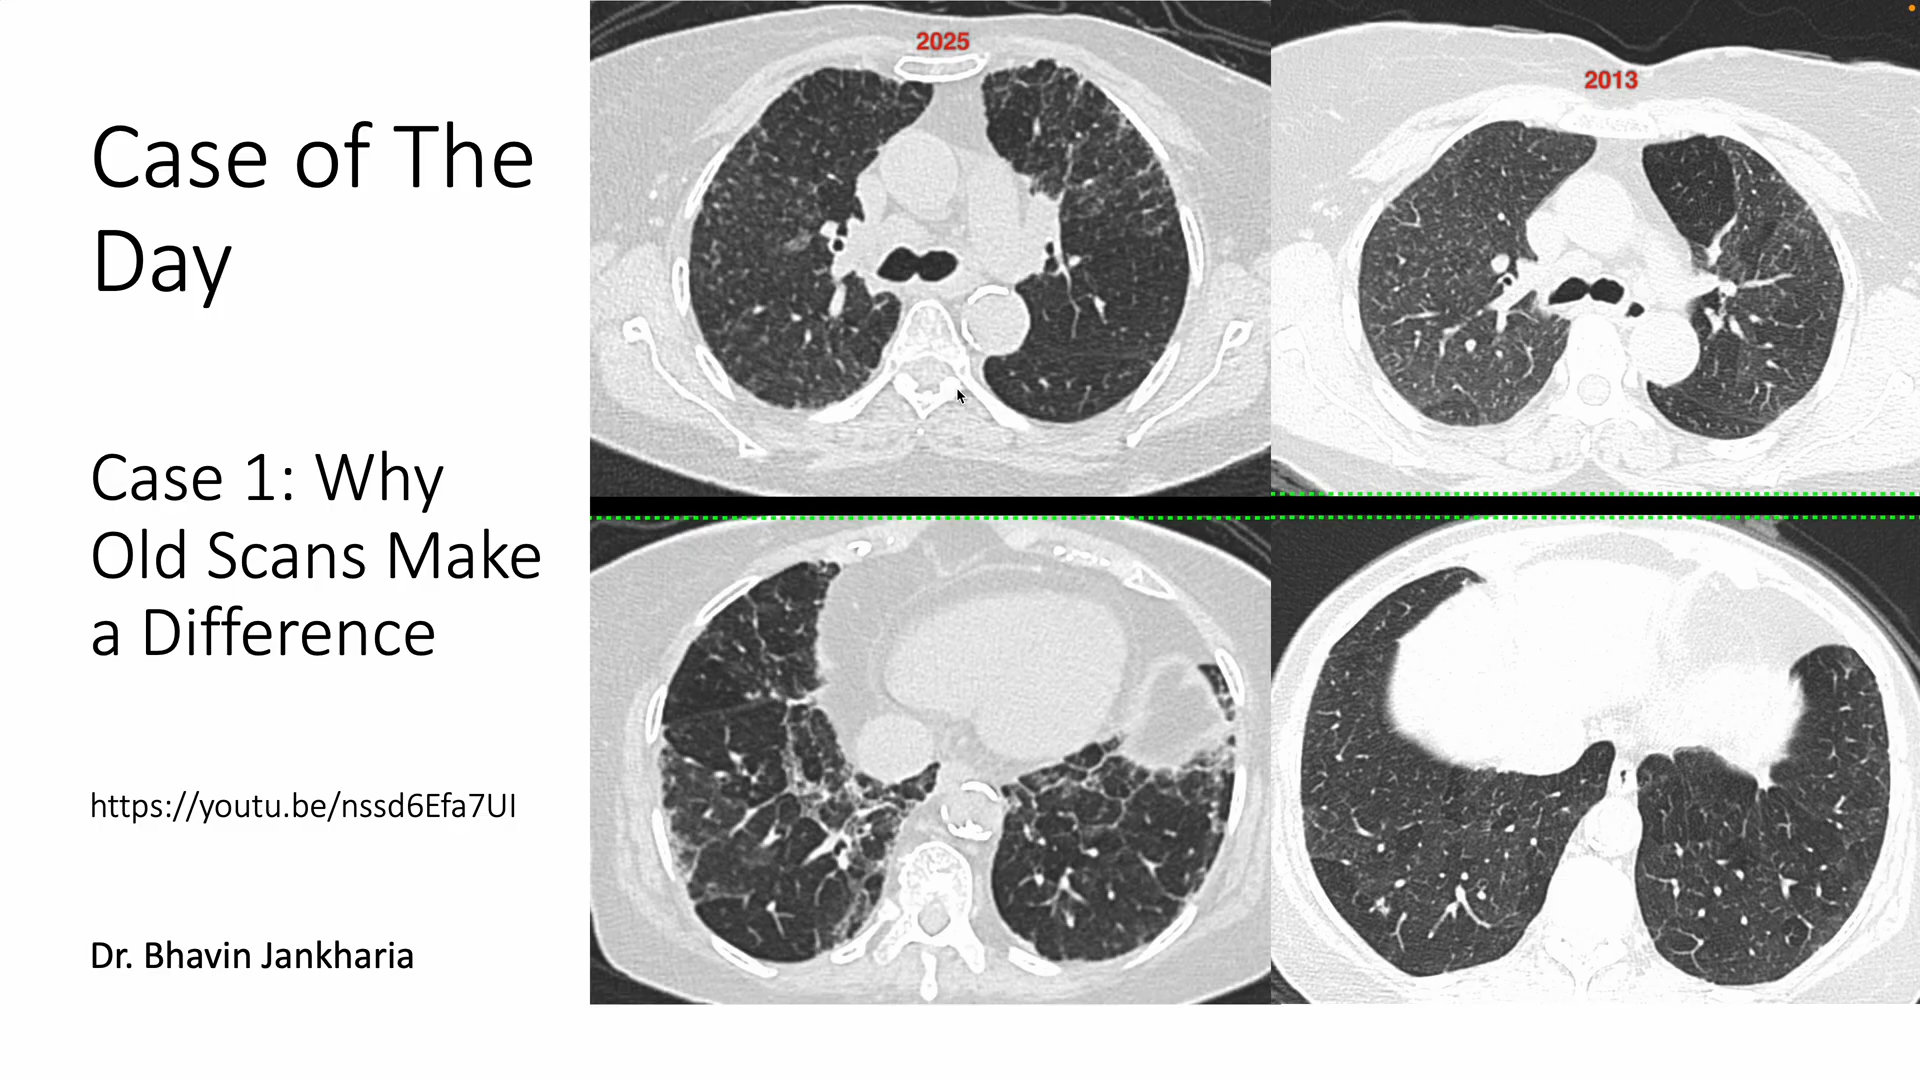 Case of The
Day
Case 1: Why
Old Scans Make
a Difference
https://youtu.be/nssd6Efa7UI
Dr. Bhavin Jankharia
2025
2013